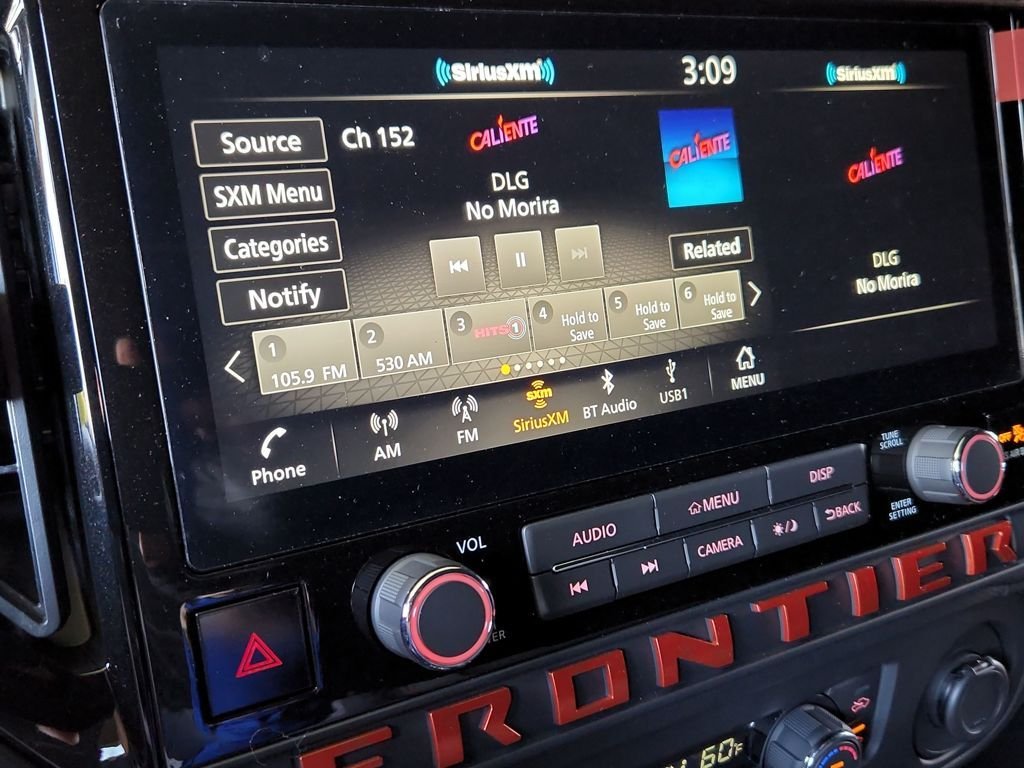 SiriusXM
3:09
SiriusXM
Source
Ch 152
CALIENTE
CALIENTE
CALIENTE
SXM Menu
DLG
No Morira
Categories
Related
DLG
No Morira
Notify
1
105.9 FM
2
530 AM
3
HITS 1
4
Hold to
Save
5
Hold to
Save
6
Hold to
Save
Phone
AM
FM
sxm
SiriusXM
BT Audio
USB1
MENU
TUNE
SCROLL
ENTER
SETTING
OFF
VOL
AUDIO
MENU
DISP
CAMERA
BACK
FRONTIER
60°F